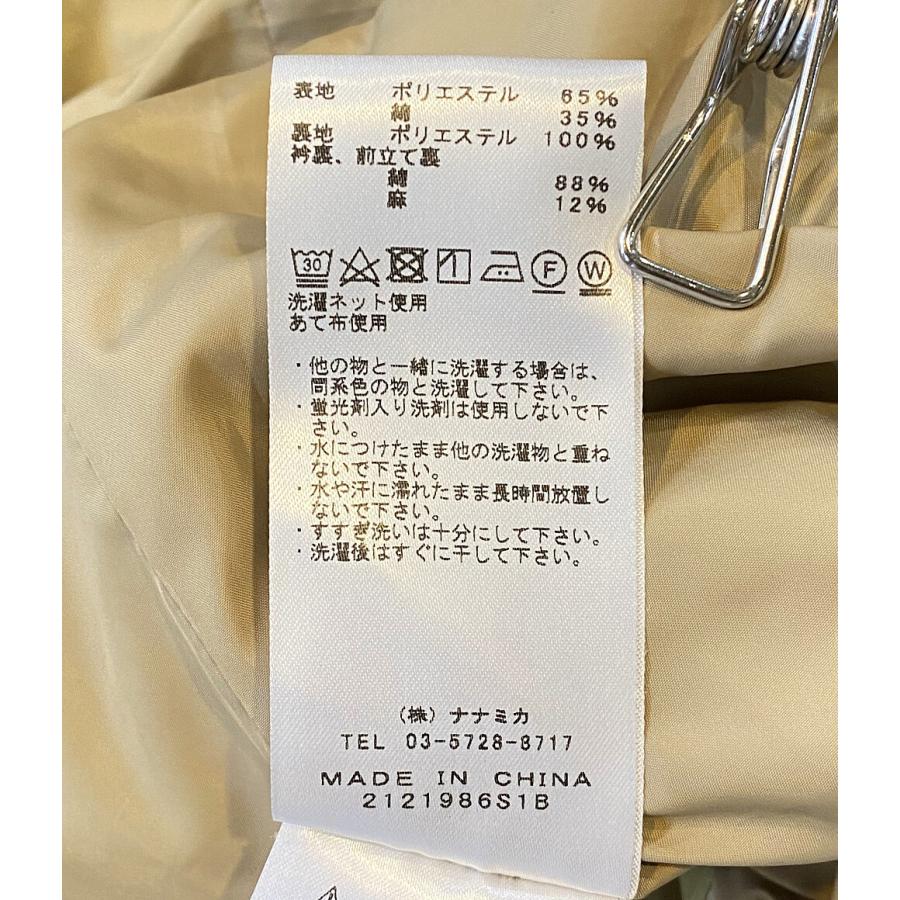 表地 ポリエステル 65%
綿 35%
裏地 ポリエステル 100%
衿裏、前立て裏
綿 88%
麻 12%
30 F W
洗濯ネット使用
あて布使用
・他の物と一緒に洗濯する場合は、
同系色の物と洗濯して下さい。
・蛍光剤入り洗剤は使用しないで下
さい。
・水につけたまま他の洗濯物と重ね
ないで下さい。
・水や汗に濡れたまま長時間放置し
ないで下さい。
・すすぎ洗いは十分にして下さい。
・洗濯後はすぐに干して下さい。
(株)ナナミカ
TEL 03-5728-8717
MADE IN CHINA
2121986S1B